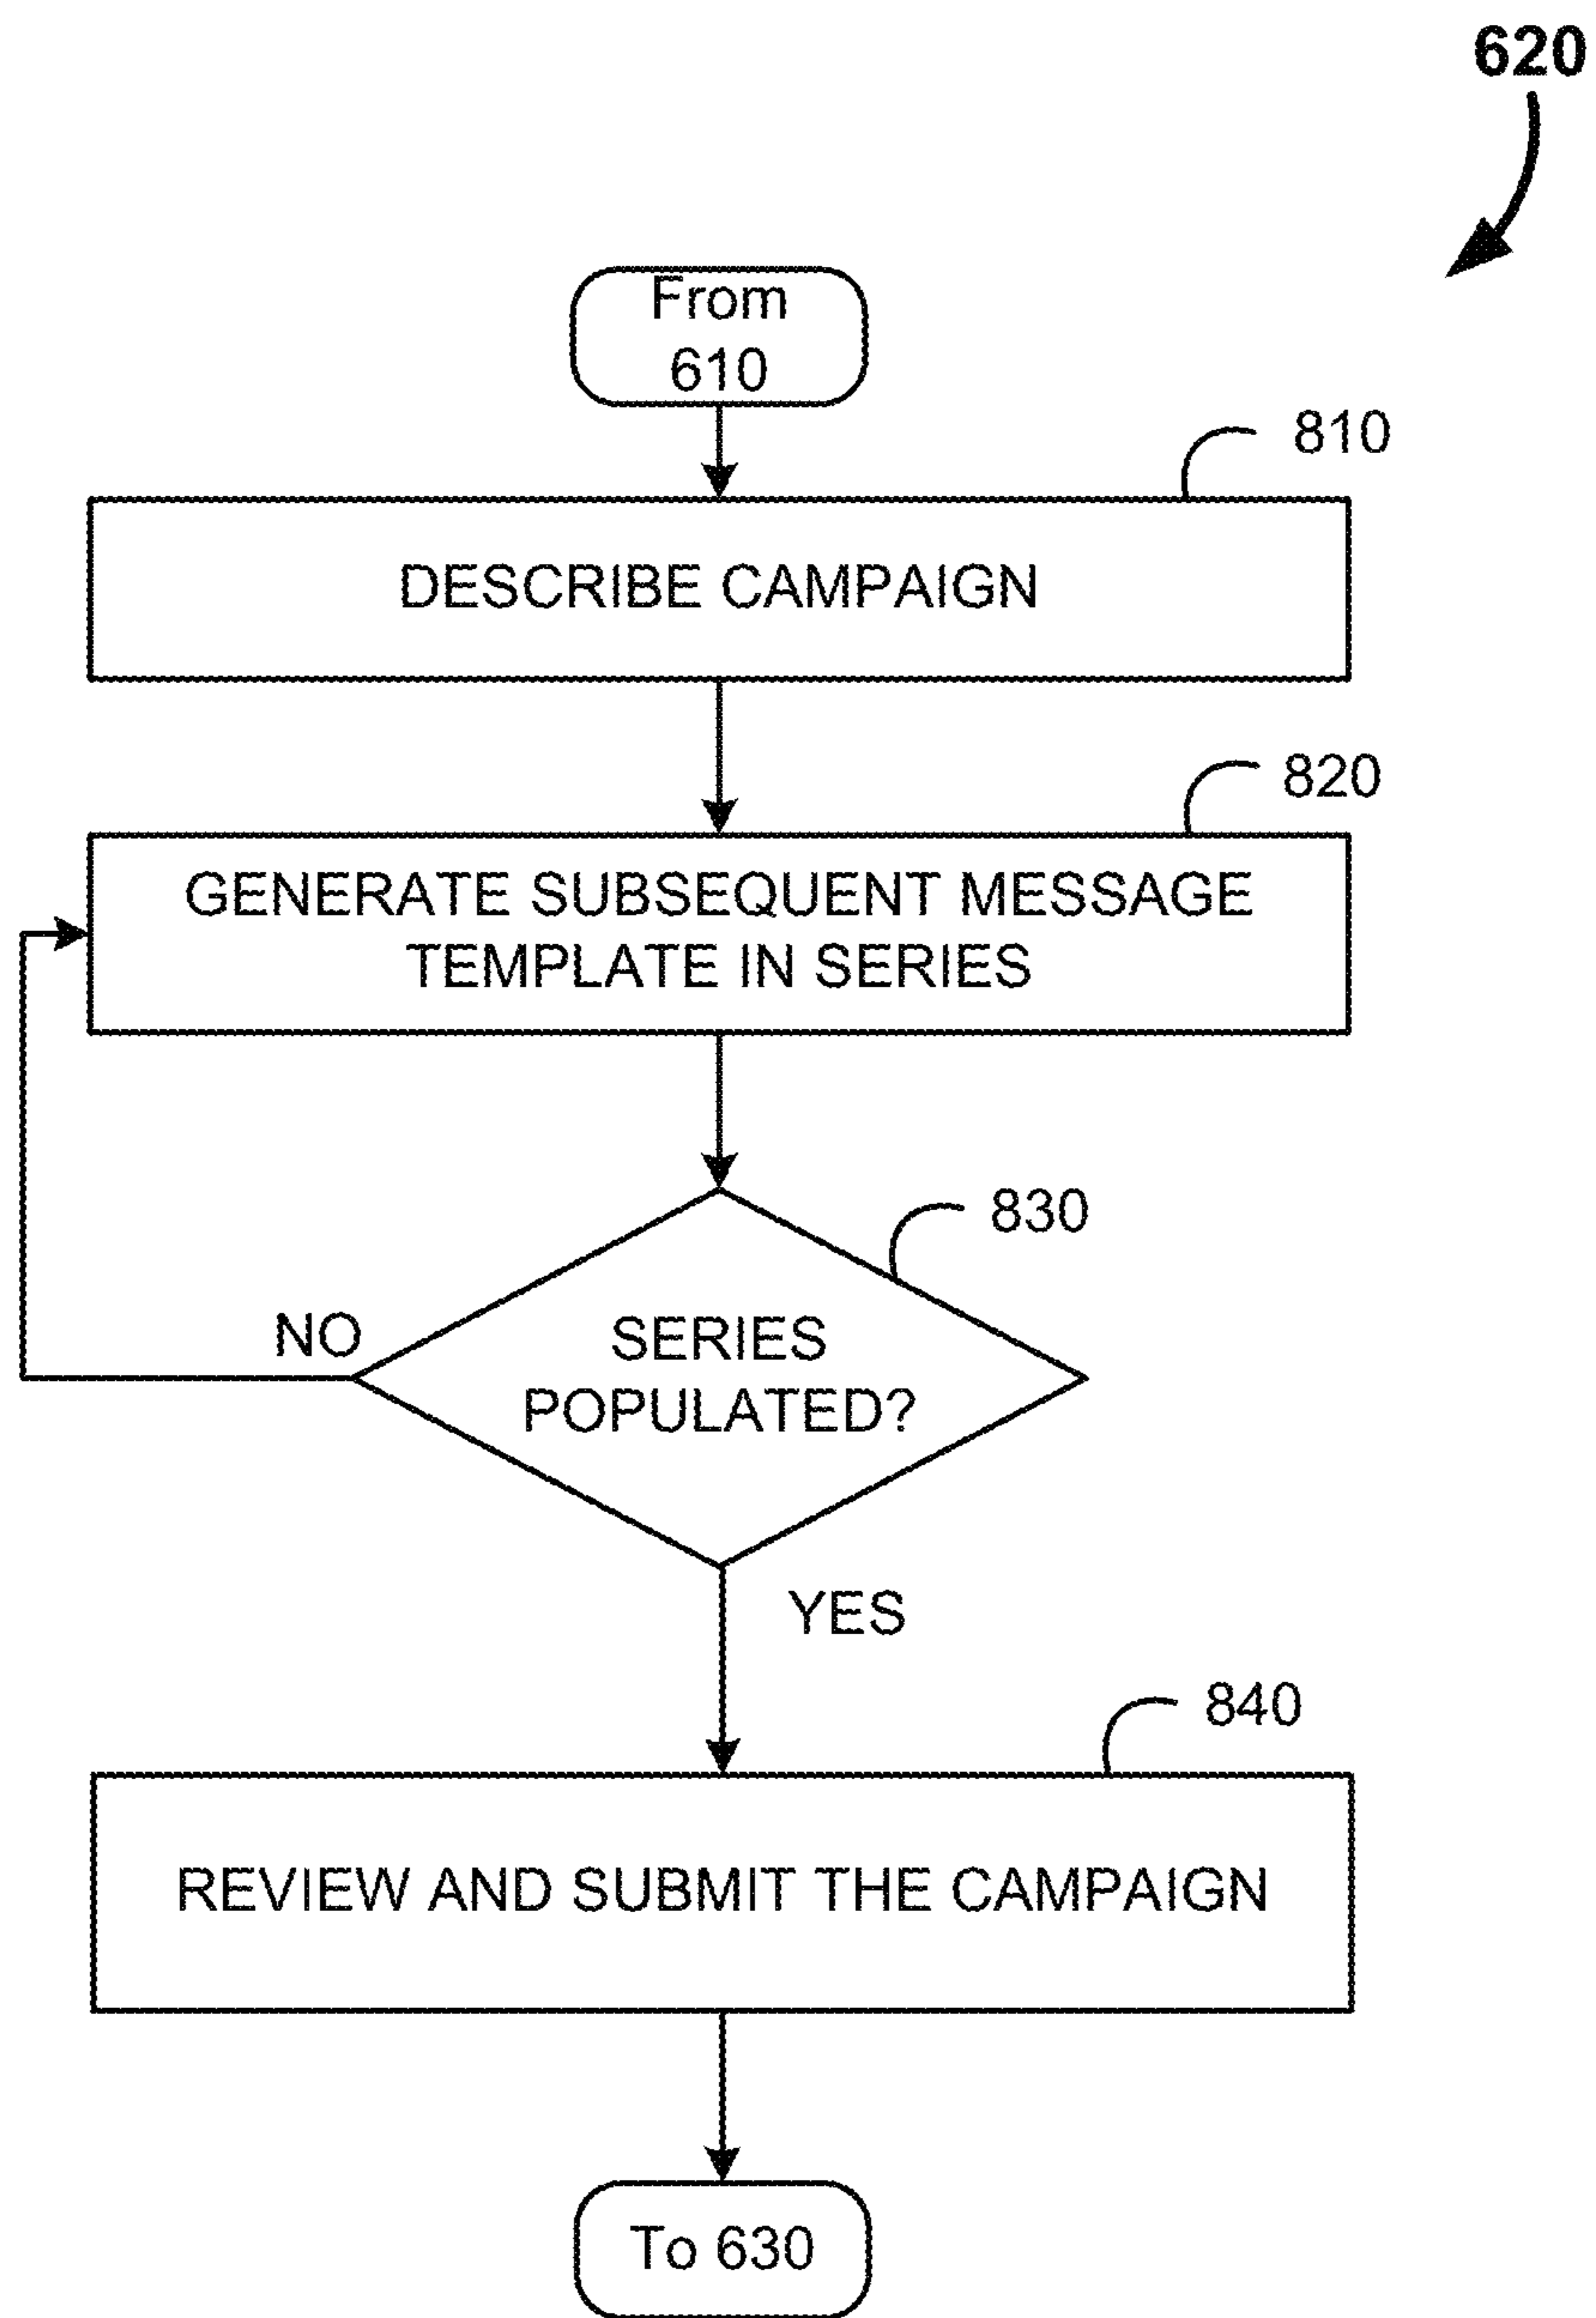 620
From
610
810
DESCRIBE CAMPAIGN
820
GENERATE SUBSEQUENT MESSAGE
TEMPLATE IN SERIES
830
NO
SERIES
POPULATED?
YES
840
REVIEW AND SUBMIT THE CAMPAIGN
To 630